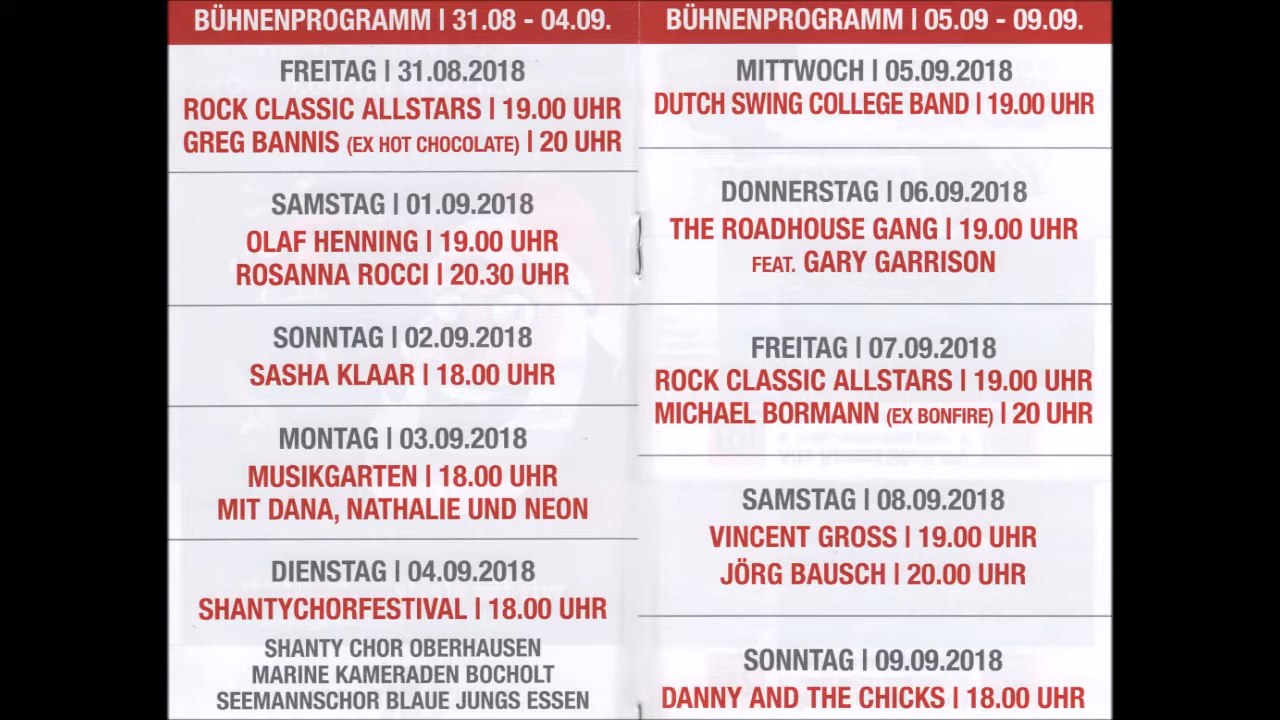 BÜHNENPROGRAMM | 31.08 - 04.09.
FREITAG | 31.08.2018
ROCK CLASSIC ALLSTARS | 19.00 UHR
GREG BANNIS (EX HOT CHOCOLATE) | 20 UHR
SAMSTAG | 01.09.2018
OLAF HENNING | 19.00 UHR
ROSANNA ROCCI | 20.30 UHR
SONNTAG | 02.09.2018
SASHA KLAAR | 18.00 UHR
MONTAG | 03.09.2018
MUSIKGARTEN | 18.00 UHR
MIT DANA, NATHALIE UND NEON
DIENSTAG | 04.09.2018
SHANTYCHORFESTIVAL | 18.00 UHR
SHANTY CHOR OBERHAUSEN
MARINE KAMERADEN BOCHOLT
SEEMANNSCHOR BLAUE JUNGS ESSEN
BÜHNENPROGRAMM | 05.09 - 09.09.
MITTWOCH | 05.09.2018
DUTCH SWING COLLEGE BAND | 19.00 UHR
DONNERSTAG | 06.09.2018
THE ROADHOUSE GANG | 19.00 UHR
FEAT. GARY GARRISON
FREITAG | 07.09.2018
ROCK CLASSIC ALLSTARS | 19.00 UHR
MICHAEL BORMANN (EX BONFIRE) | 20 UHR
SAMSTAG | 08.09.2018
VINCENT GROSS | 19.00 UHR
JÖRG BAUSCH | 20.00 UHR
SONNTAG | 09.09.2018
DANNY AND THE CHICKS | 18.00 UHR